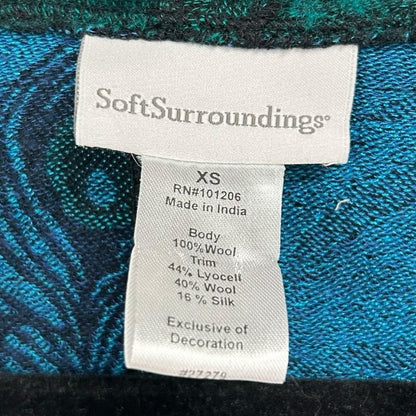 SoftSurroundings®
XS
RN#101206
Made in India
Body
100%Wool
Trim
44% Lyocell
40% Wool
16% Silk
Exclusive of
Decoration
#27279